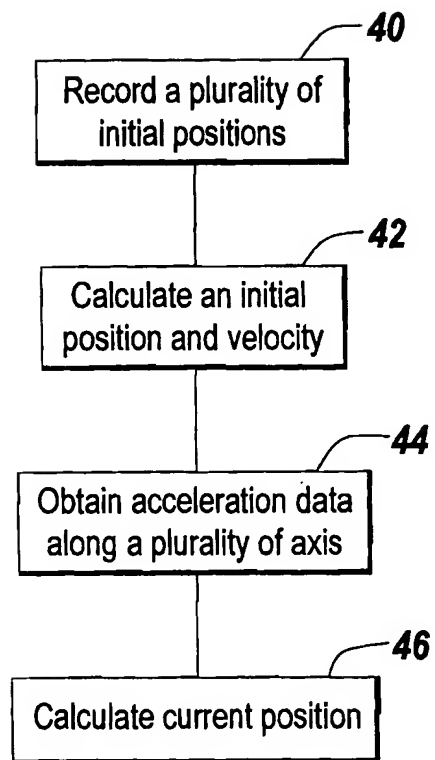 40
Record a plurality of
initial positions
42
Calculate an initial
position and velocity
44
Obtain acceleration data
along a plurality of axis
46
Calculate current position